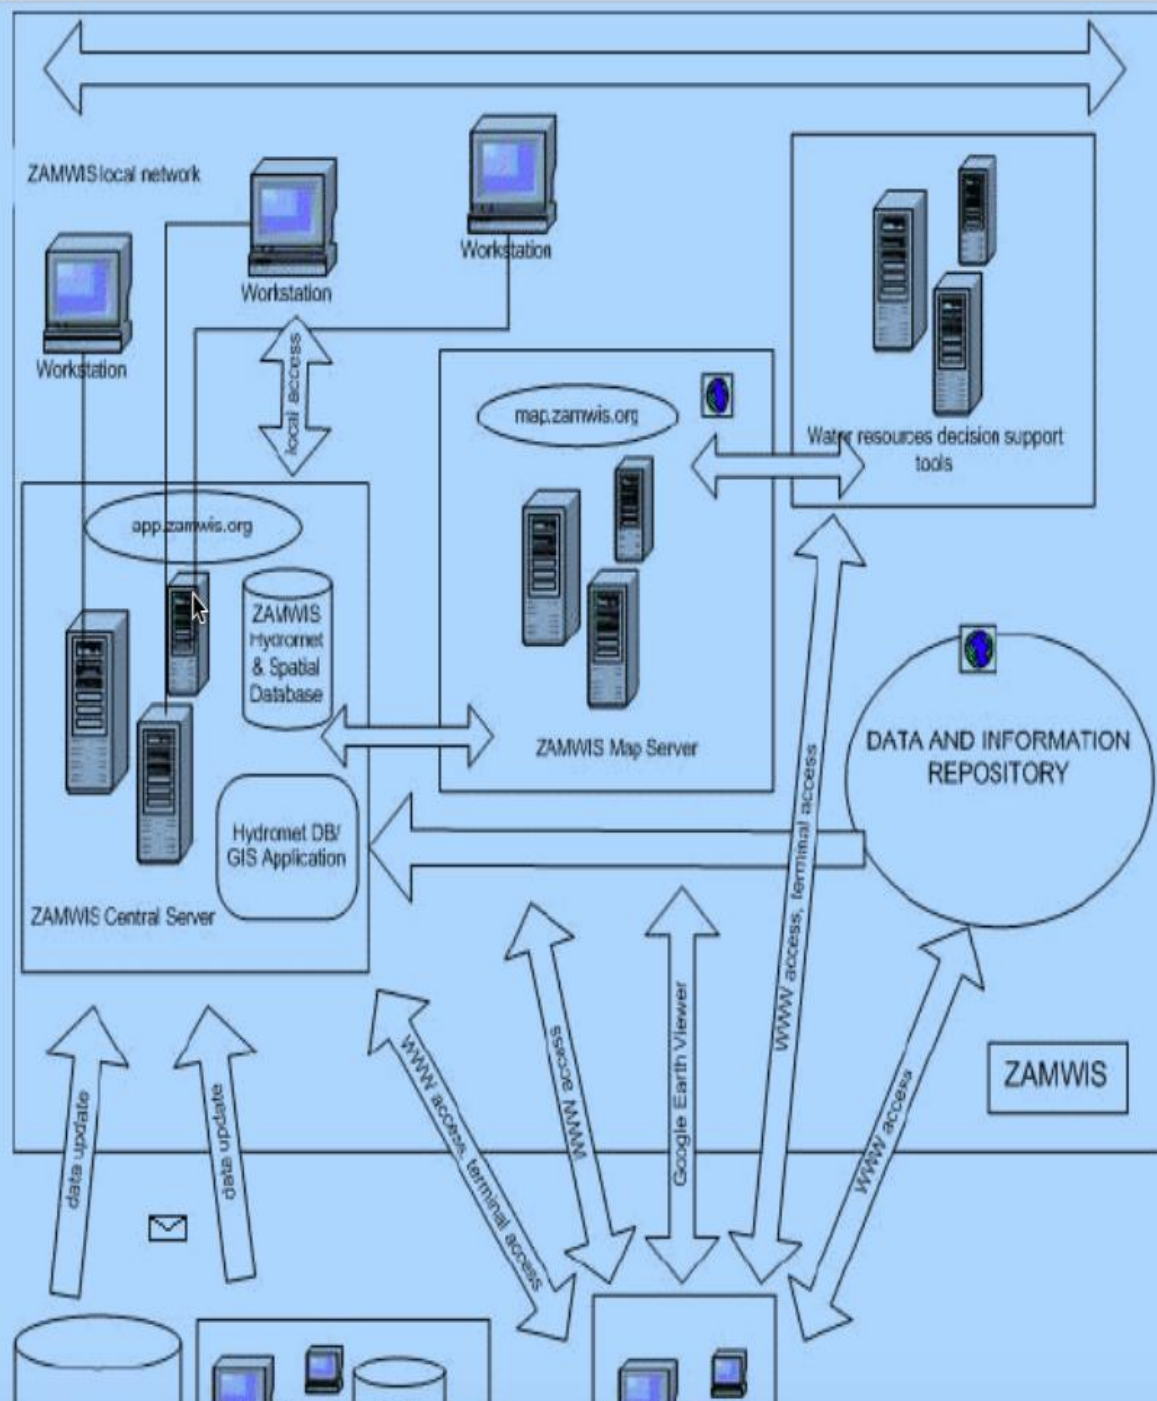 ZAMWIS local network
Workstation
Workstation
Workstation
local access
map.zamwis.org
Water resources decision support
tools
app.zamwis.org
ZAMWIS
Hydromet
& Spatial
Database
ZAMWIS Map Server
DATA AND INFORMATION
REPOSITORY
Hydromet DB/
GIS Application
ZAMWIS Central Server
WWW access, terminal access
WWW access
Google Earth Viewer
WWW access, terminal access
WWW access
ZAMWIS
data update
data update